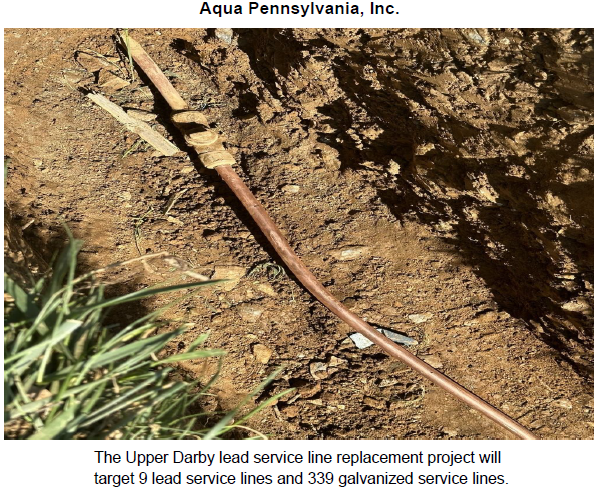 Aqua Pennsylvania, Inc.
The Upper Darby lead service line replacement project will
target 9 lead service lines and 339 galvanized service lines.